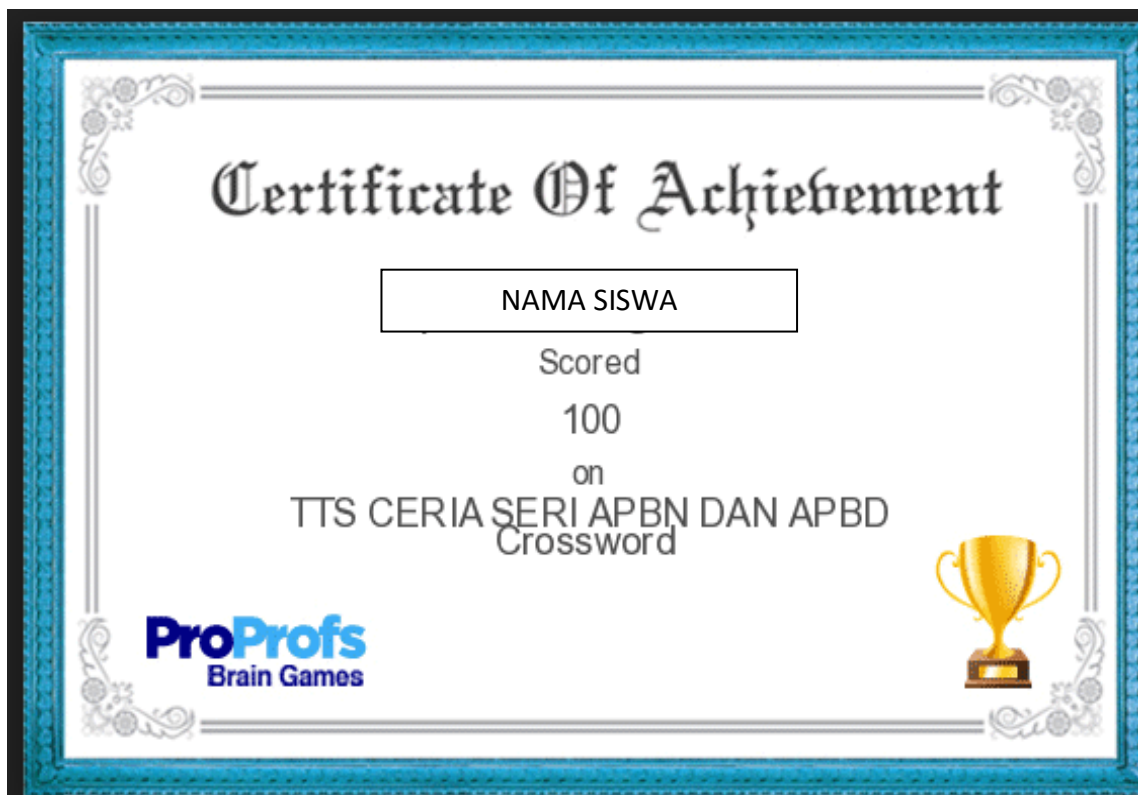 Certificate Of Achievement
NAMA SISWA
Scored
100
on
TTS CERIA SERI APBN DAN APBD
Crossword
ProProfs
Brain Games